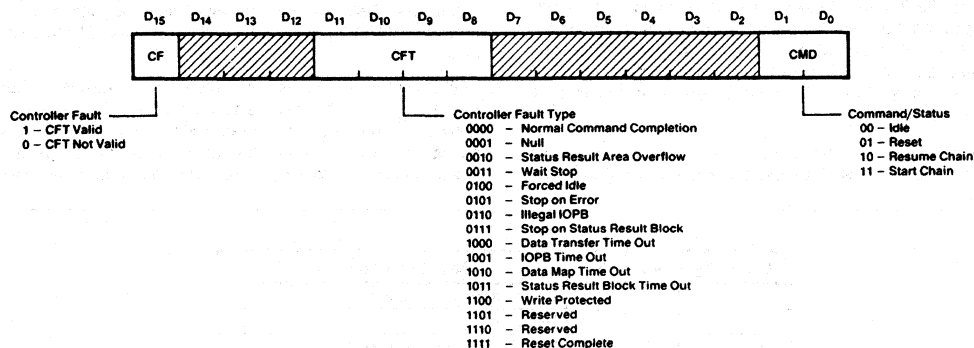 D15 D14 D13 D12 D11 D10 D9 D8 D7 D6 D5 D4 D3 D2 D1 D0
CF CFT CMD
Controller Fault
1 – CFT Valid
0 – CFT Not Valid
Controller Fault Type
0000 – Normal Command Completion
0001 – Null
0010 – Status Result Area Overflow
0011 – Wait Stop
0100 – Forced Idle
0101 – Stop on Error
0110 – Illegal IOPB
0111 – Stop on Status Result Block
1000 – Data Transfer Time Out
1001 – IOPB Time Out
1010 – Data Map Time Out
1011 – Status Result Block Time Out
1100 – Write Protected
1101 – Reserved
1110 – Reserved
1111 – Reset Complete
Command/Status
00 – Idle
01 – Reset
10 – Resume Chain
11 – Start Chain